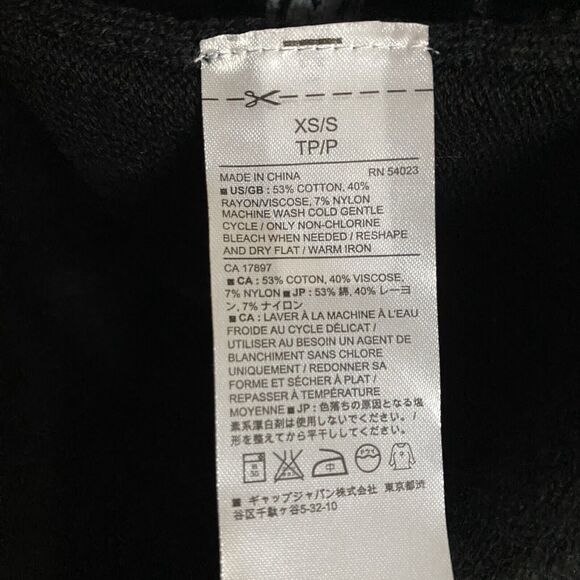 XS/S
TP/P
MADE IN CHINA RN 54023
■ US/GB : 53% COTTON, 40%
RAYON/VISCOSE, 7% NYLON
MACHINE WASH COLD GENTLE
CYCLE / ONLY NON-CHLORINE
BLEACH WHEN NEEDED / RESHAPE
AND DRY FLAT / WARM IRON
CA 17897
■ CA : 53% COTON, 40% VISCOSE,
7% NYLON ■ JP : 53% 綿, 40% レーヨ
ン, 7% ナイロン
■ CA : LAVER À LA MACHINE À L'EAU
FROIDE AU CYCLE DÉLICAT /
UTILISER AU BESOIN UN AGENT DE
BLANCHIMENT SANS CHLORE
UNIQUEMENT / REDONNER SA
FORME ET SÉCHER À PLAT /
REPASSER À TEMPÉRATURE
MOYENNE ■ JP : 色落ちの原因となる塩
素系漂白剤は使用しないでください /
形を整えてから平干ししてください.
30 中
■ ギャップジャパン株式会社 東京都渋
谷区千駄ヶ谷5-32-10